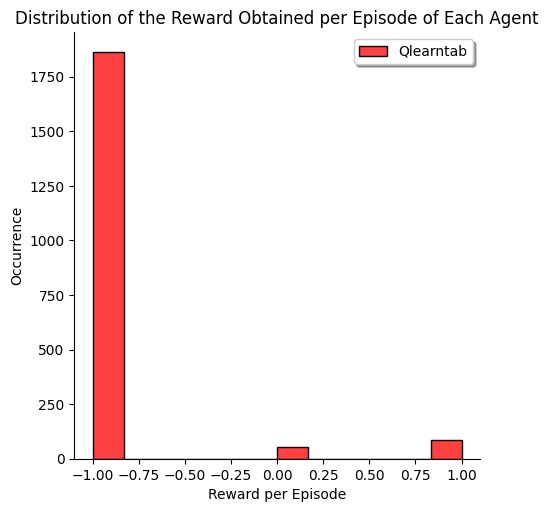 Distribution of the Reward Obtained per Episode of Each Agent
Qlearntab
Occurrence
1750
1500
1250
1000
750
500
250
0
−1.00 −0.75 −0.50 −0.25 0.00 0.25 0.50 0.75 1.00
Reward per Episode